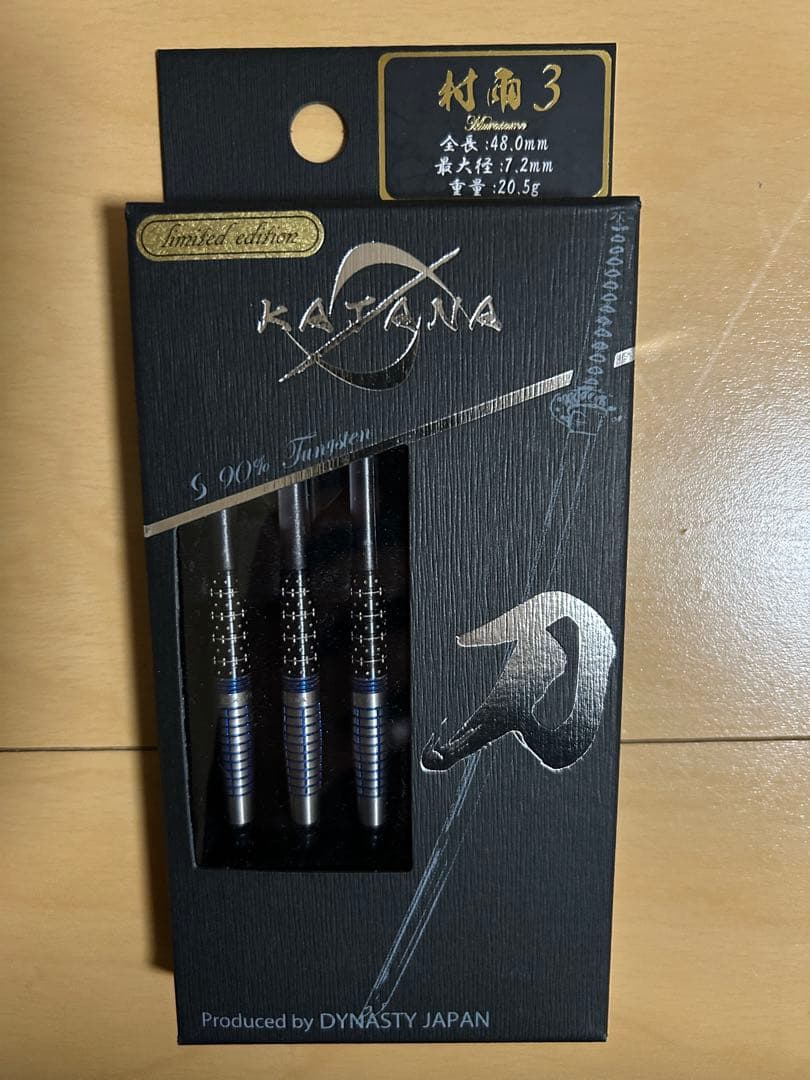 村雨 3
Murasame
全長:48.0mm
最大径:7.2mm
重量:20.5g
limited edition
KATANA
90% Tungsten
刀
Produced by DYNASTY JAPAN